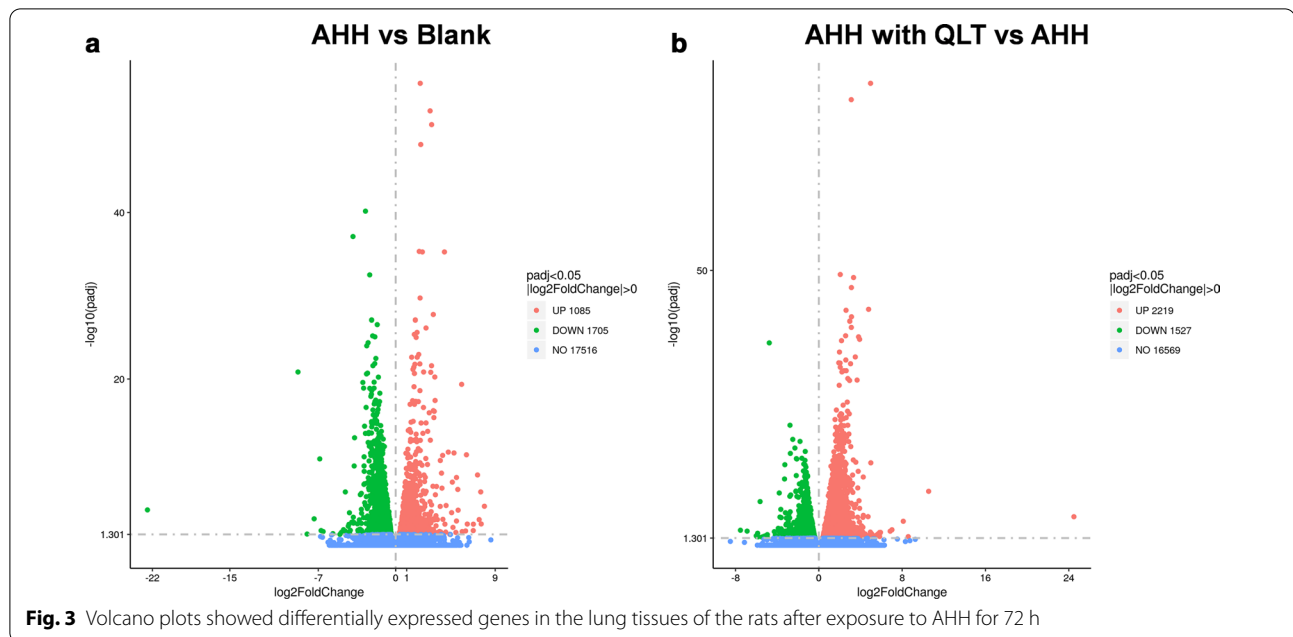 a
AHH vs Blank
-log10(padj)
40
20
1.301
-22
-15
-7
0
1
9
log2FoldChange
padj<0.05
|log2FoldChange|>0
UP 1085
DOWN 1705
NO 17516
b
AHH with QLT vs AHH
-log10(padj)
50
1.301
-8
0
8
16
24
log2FoldChange
padj<0.05
|log2FoldChange|>0
UP 2219
DOWN 1527
NO 16569
Fig. 3 Volcano plots showed differentially expressed genes in the lung tissues of the rats after exposure to AHH for 72 h